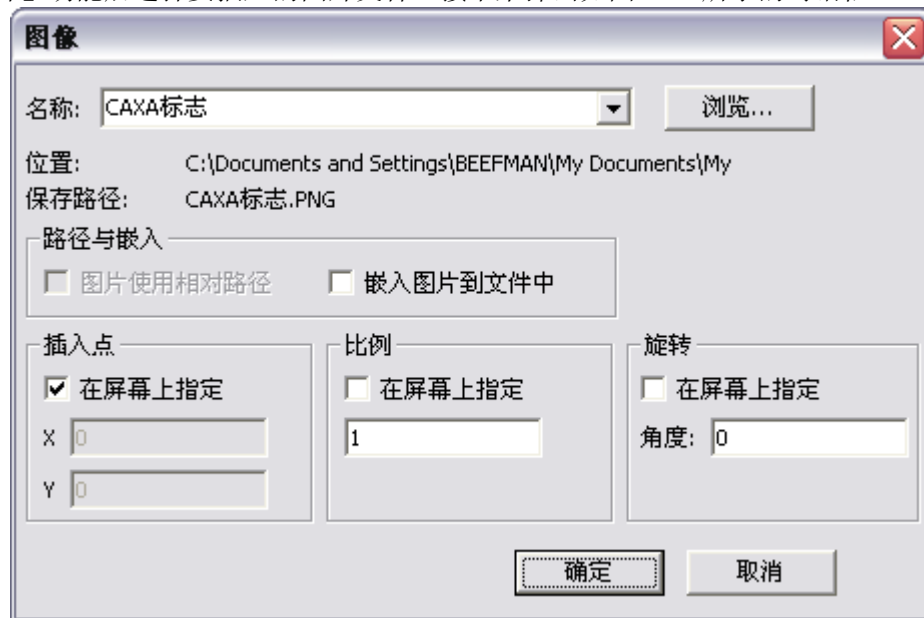 图像
名称: CAXA标志 浏览...
位置: C:\Documents and Settings\BEEFMAN\My Documents\My
保存路径: CAXA标志.PNG
路径与嵌入
图片使用相对路径 嵌入图片到文件中
插入点 比例 旋转
在屏幕上指定 在屏幕上指定 在屏幕上指定
X 0 1 角度: 0
Y 0
确定 取消